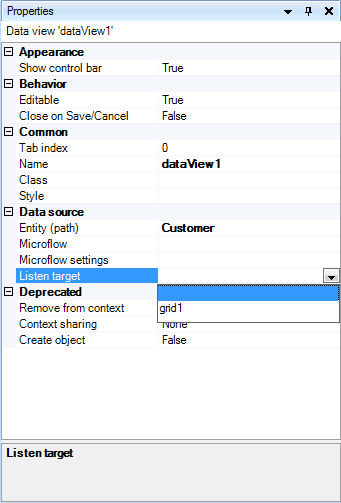 Properties
Data view 'dataView1'
Appearance
Show control bar True
Behavior
Editable True
Close on Save/Cancel False
Common
Tab index 0
Name dataView1
Class
Style
Data source
Entity (path) Customer
Microflow
Microflow settings
Listen target
Deprecated
Remove from context grid1
Context sharing None
Create object False
Listen target